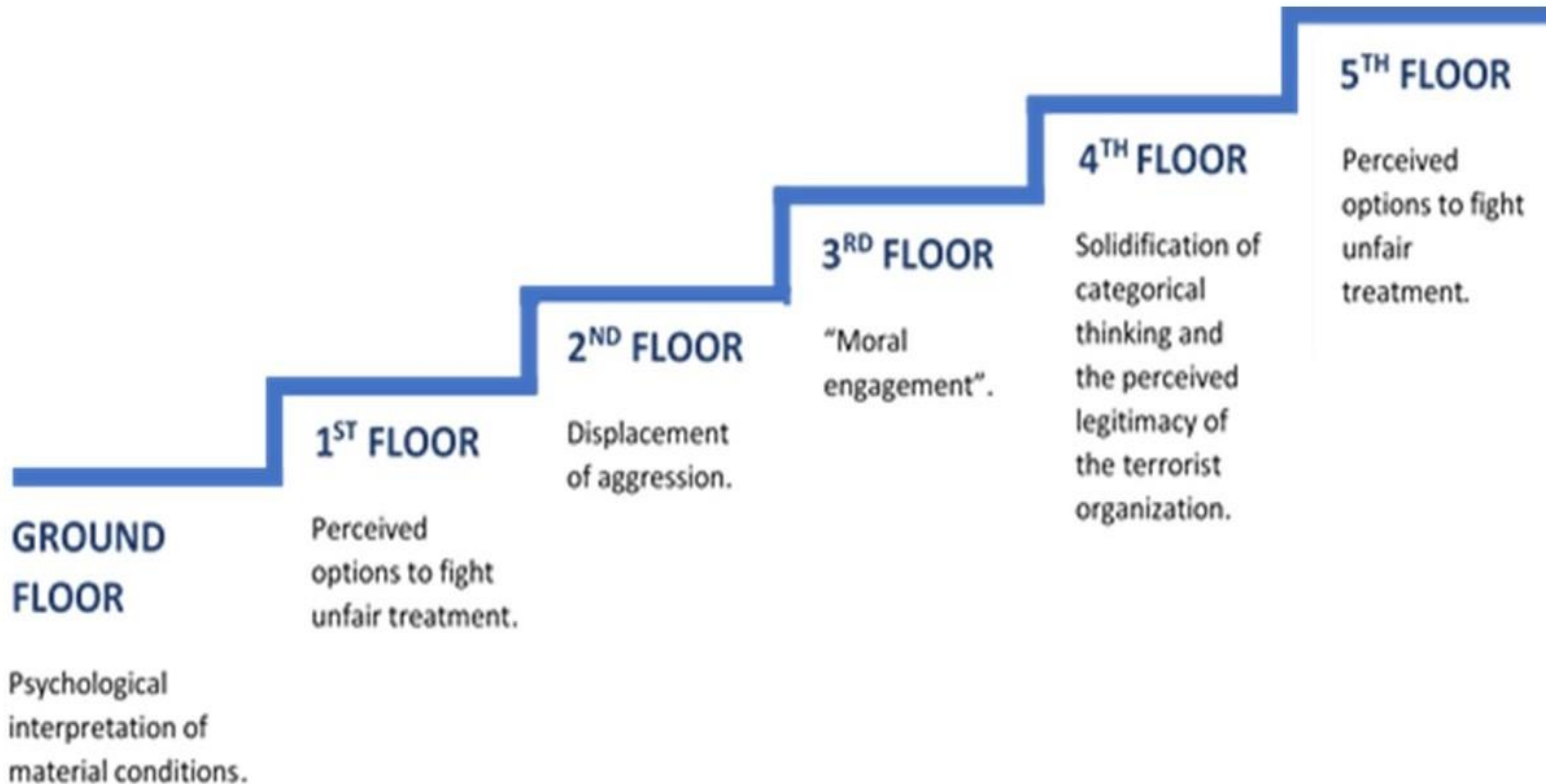 GROUND
FLOOR
Psychological
interpretation of
material conditions.
1ST FLOOR
Perceived
options to fight
unfair treatment.
2ND FLOOR
Displacement
of aggression.
3RD FLOOR
“Moral
engagement”.
4TH FLOOR
Solidification of
categorical
thinking and
the perceived
legitimacy of
the terrorist
organization.
5TH FLOOR
Perceived
options to fight
unfair
treatment.